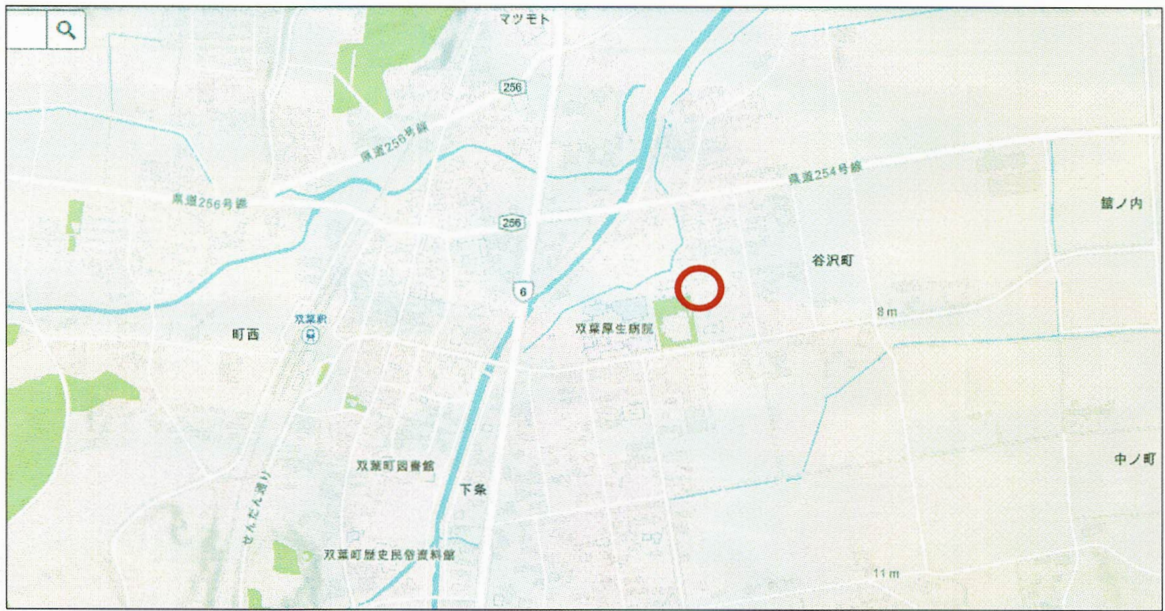 マツモト
256
県道256号線
県道254号線
県道256号線
舘ノ内
256
谷沢町
6
8 m
双葉駅
双葉厚生病院
町西
双葉町図書館
中ノ町
下条
せんだん通り
双葉町歴史民俗資料館
11 m